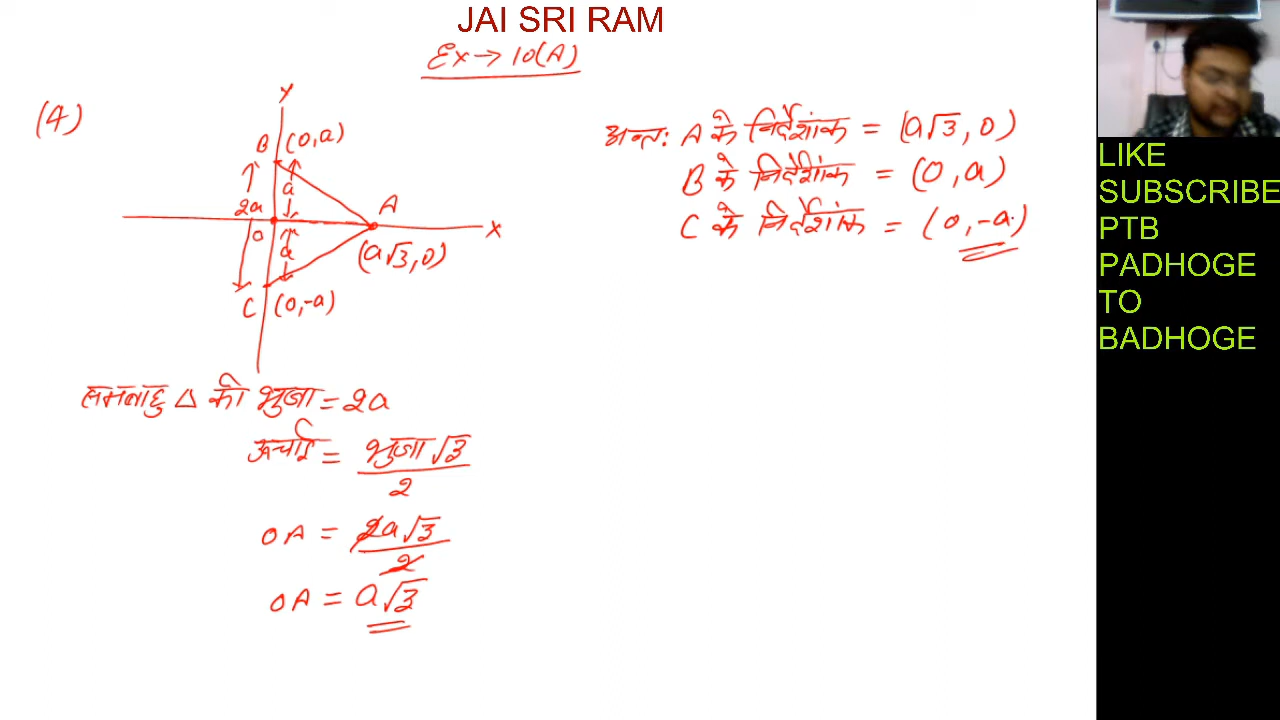 JAI SRI RAM
Ex → 10(A)
(4)
Y
B (0,a)
a
2a
A
O
X
a
(a√3,0)
C (0,-a)
समबाहु Δ की भुजा = 2a
ऊचाई = भुजा √3 / 2
OA = 2a√3 / 2
OA = a√3
अतः A के निर्देशांक = (a√3, 0)
B के निर्देशांक = (0, a)
C के निर्देशांक = (0, -a)
LIKE
SUBSCRIBE
PTB
PADHOGE
TO
BADHOGE